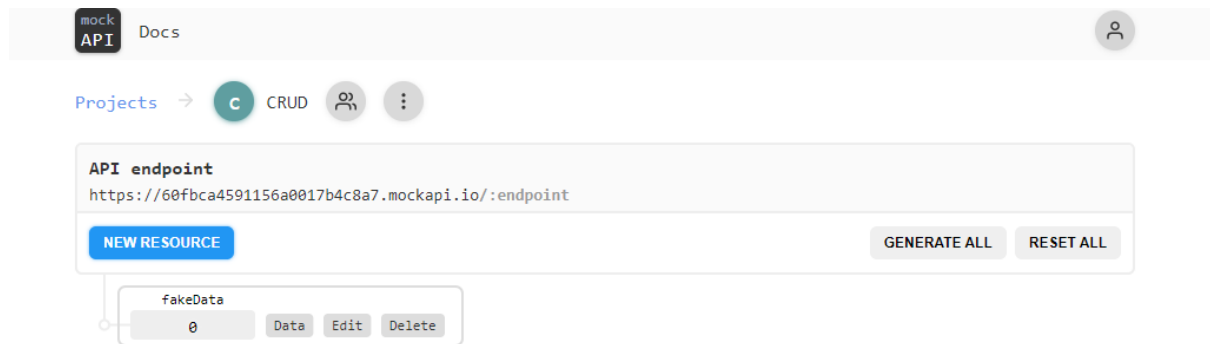 mock
API Docs
Projects → C CRUD
API endpoint
https://60fbca4591156a0017b4c8a7.mockapi.io/:endpoint
NEW RESOURCE GENERATE ALL RESET ALL
fakeData
0 Data Edit Delete